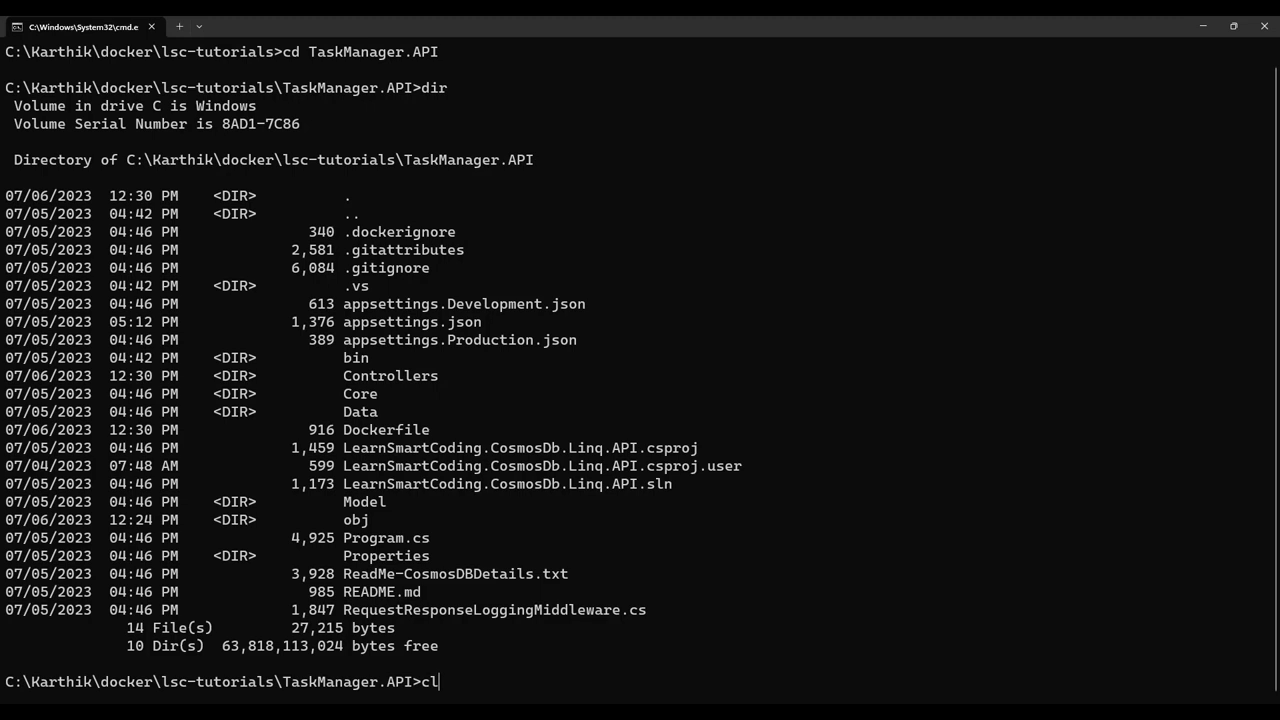 C:\Windows\System32\cmd.e
C:\Karthik\docker\lsc-tutorials>cd TaskManager.API
C:\Karthik\docker\lsc-tutorials\TaskManager.API>dir
Volume in drive C is Windows
Volume Serial Number is 8AD1-7C86
Directory of C:\Karthik\docker\lsc-tutorials\TaskManager.API
07/06/2023  12:30 PM    <DIR>          .
07/05/2023  04:42 PM    <DIR>          ..
07/05/2023  04:46 PM               340 .dockerignore
07/05/2023  04:46 PM             2,581 .gitattributes
07/05/2023  04:46 PM             6,084 .gitignore
07/05/2023  04:42 PM    <DIR>          .vs
07/05/2023  04:46 PM               613 appsettings.Development.json
07/05/2023  05:12 PM             1,376 appsettings.json
07/05/2023  04:46 PM               389 appsettings.Production.json
07/05/2023  04:42 PM    <DIR>          bin
07/06/2023  12:30 PM    <DIR>          Controllers
07/05/2023  04:46 PM    <DIR>          Core
07/05/2023  04:46 PM    <DIR>          Data
07/06/2023  12:30 PM               916 Dockerfile
07/05/2023  04:46 PM             1,459 LearnSmartCoding.CosmosDb.Linq.API.csproj
07/04/2023  07:48 AM               599 LearnSmartCoding.CosmosDb.Linq.API.csproj.user
07/05/2023  04:46 PM             1,173 LearnSmartCoding.CosmosDb.Linq.API.sln
07/05/2023  04:46 PM    <DIR>          Model
07/06/2023  12:24 PM    <DIR>          obj
07/05/2023  04:46 PM             4,925 Program.cs
07/05/2023  04:46 PM    <DIR>          Properties
07/05/2023  04:46 PM             3,928 ReadMe-CosmosDBDetails.txt
07/05/2023  04:46 PM               985 README.md
07/05/2023  04:46 PM             1,847 RequestResponseLoggingMiddleware.cs
14 File(s)         27,215 bytes
10 Dir(s)  63,818,113,024 bytes free
C:\Karthik\docker\lsc-tutorials\TaskManager.API>cl